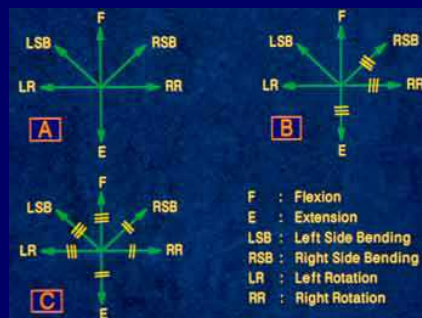 F
LSB
RSB
LR
RR
E
A
F
LSB
RSB
LR
RR
E
B
F
LSB
RSB
LR
RR
E
C
F : Flexion
E : Extension
LSB : Left Side Bending
RSB : Right Side Bending
LR : Left Rotation
RR : Right Rotation